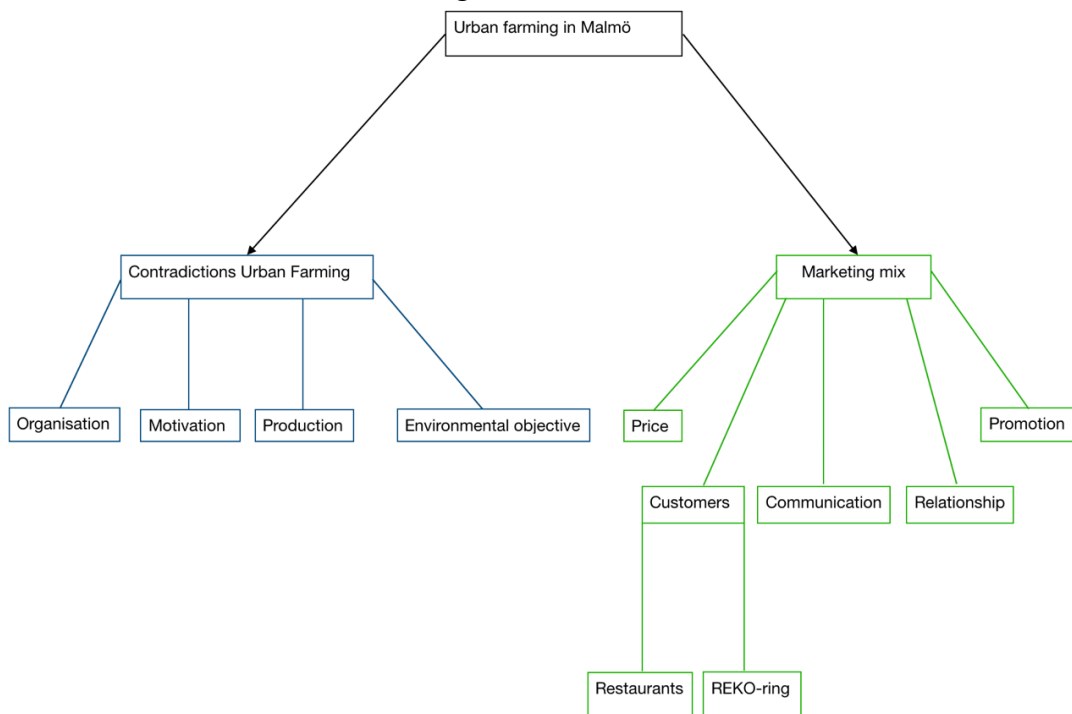 Urban farming in Malmö
Contradictions Urban Farming
Marketing mix
Organisation
Motivation
Production
Environmental objective
Price
Promotion
Customers
Communication
Relationship
Restaurants
REKO-ring